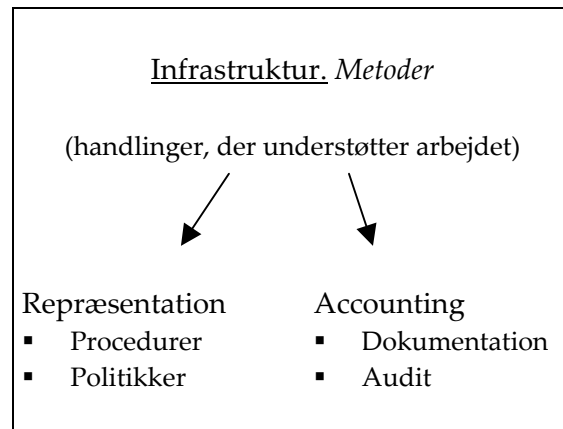 Infrastruktur. Metoder
(handlinger, der understøtter arbejdet)
Repræsentation
▪ Procedurer
▪ Politikker
Accounting
▪ Dokumentation
▪ Audit